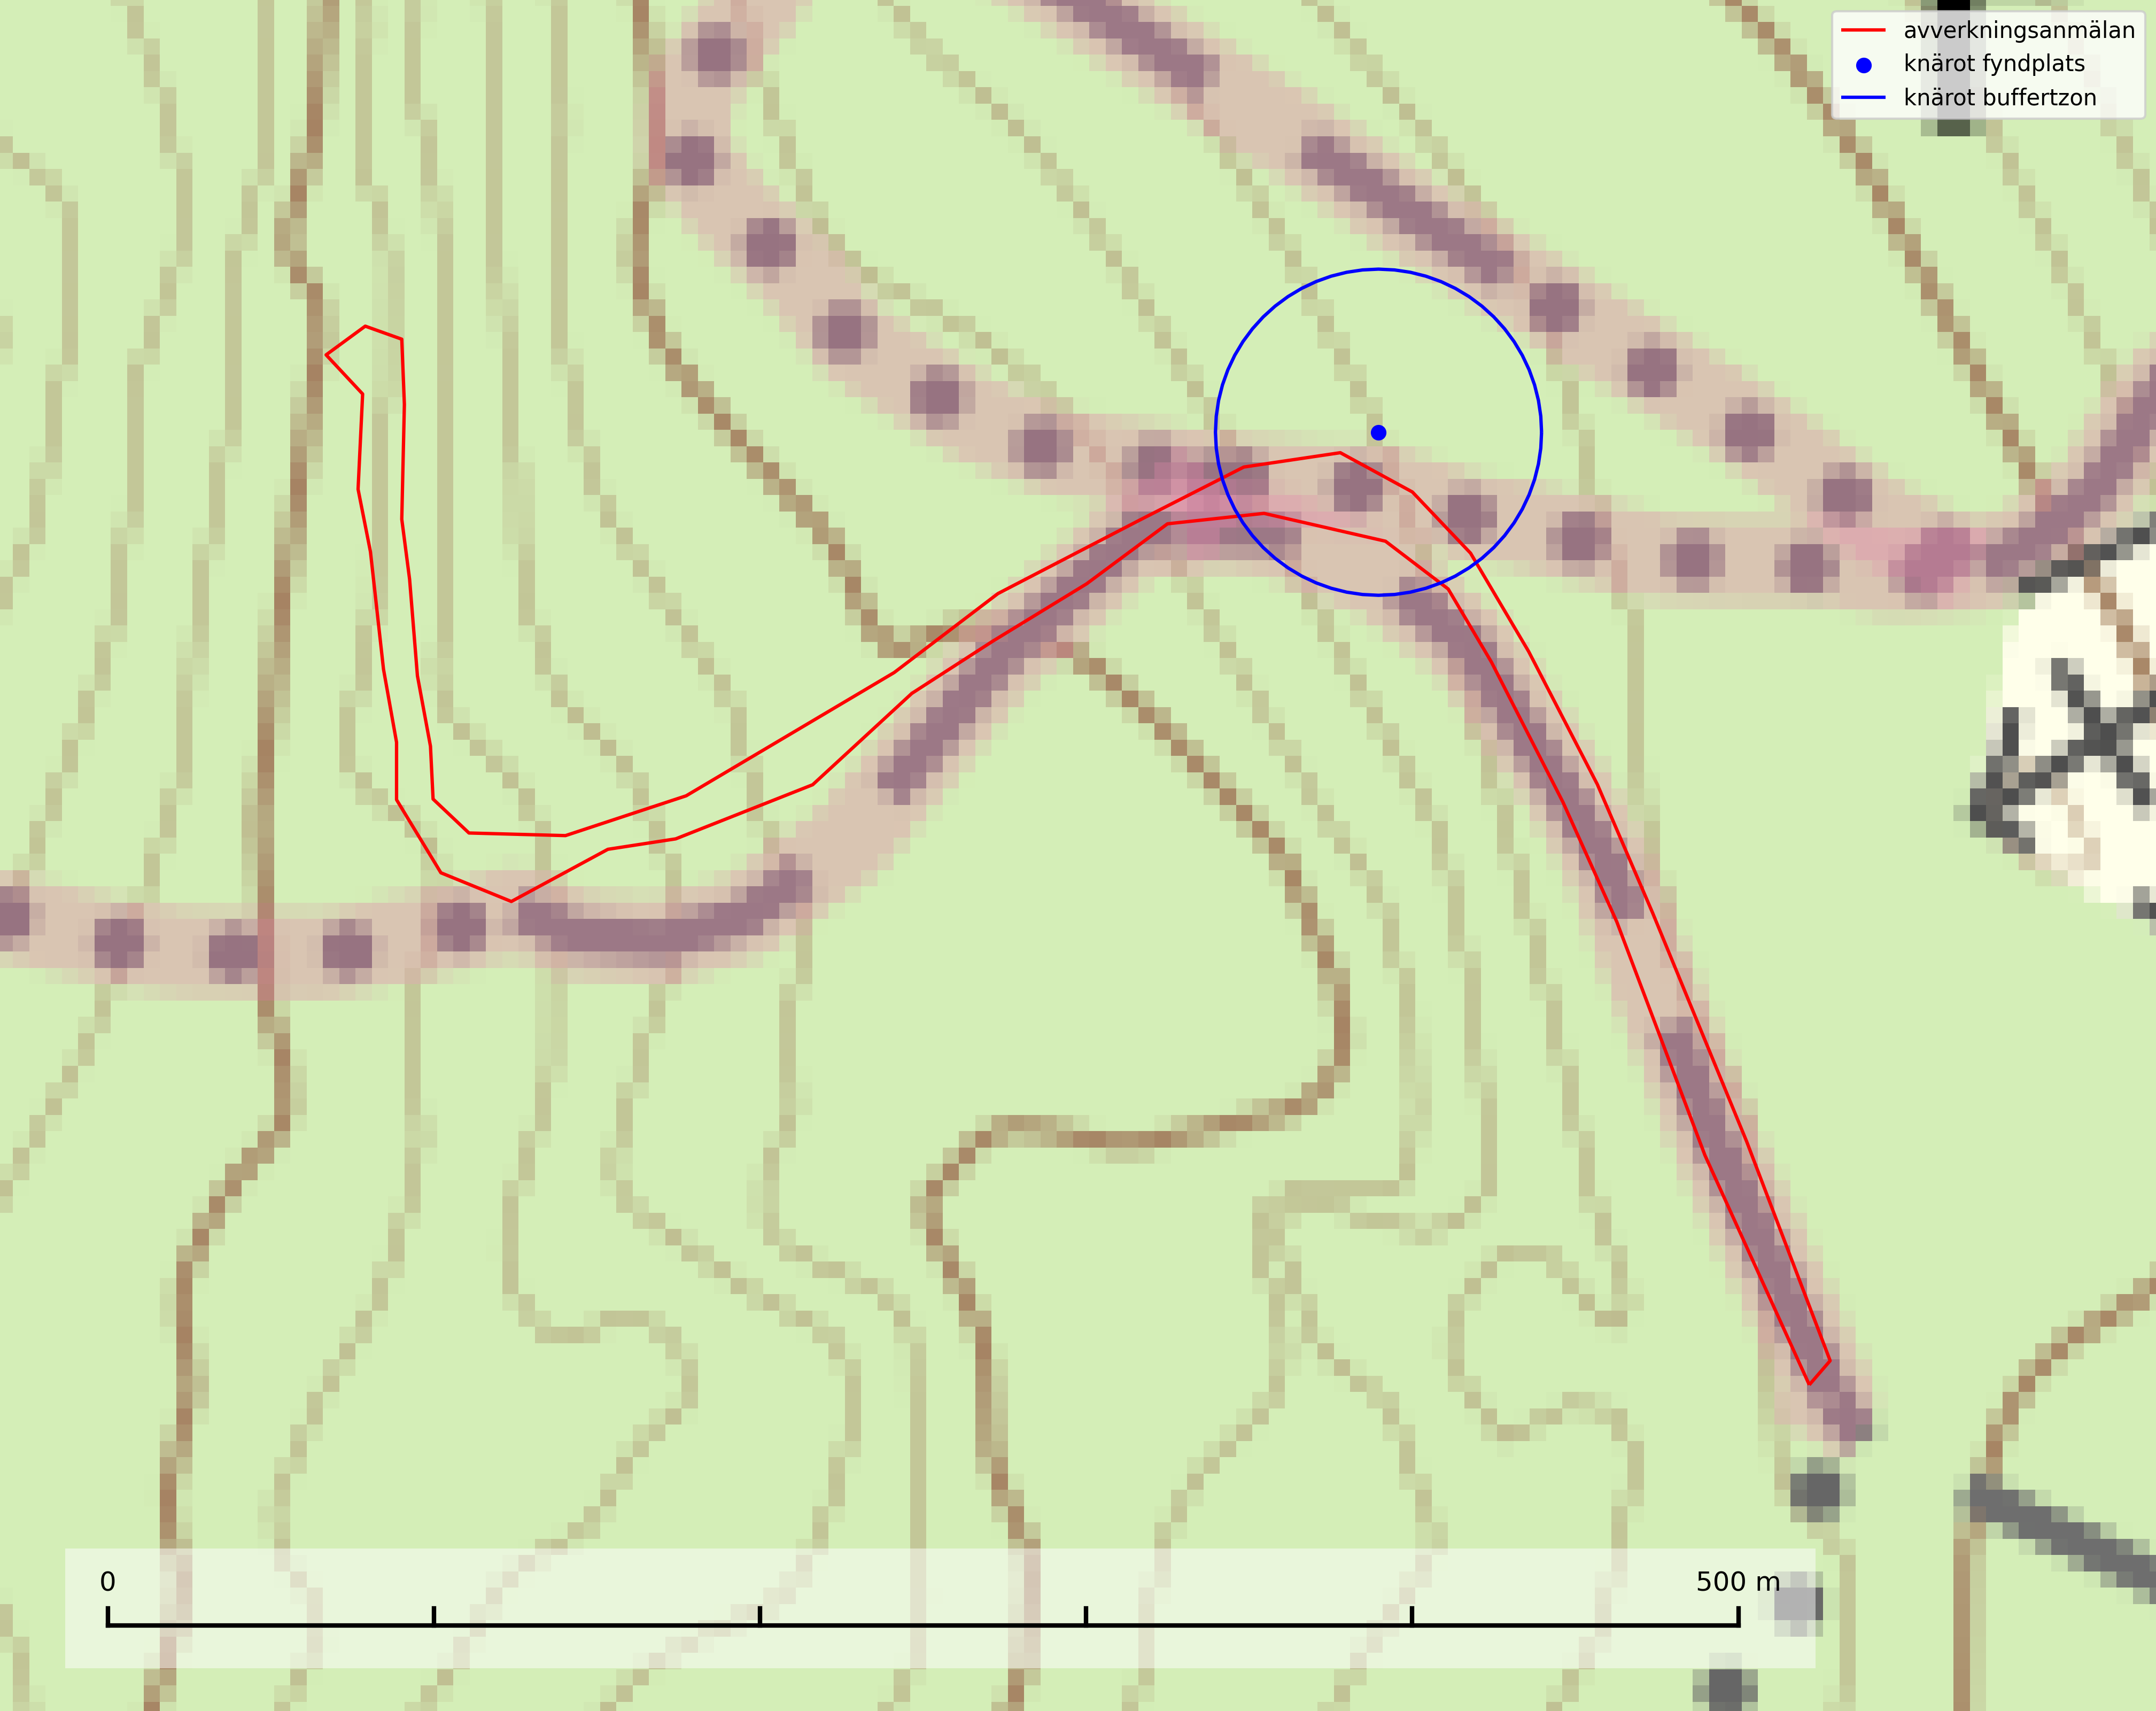 avverkningsanmälan
knärot fyndplats
knärot buffertzon
0 500 m